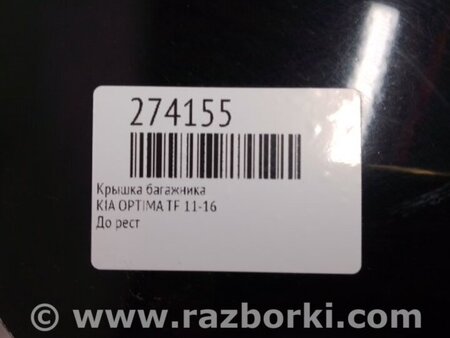 274155
Крышка багажника
KIA OPTIMA TF 11-16
До рест
© www.razborki.com